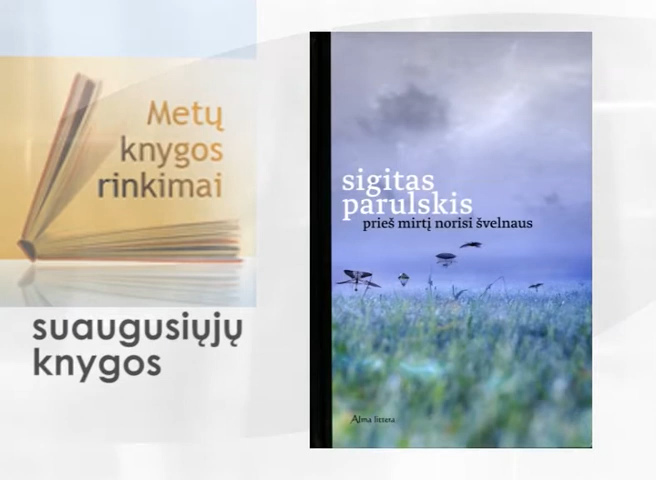 Metų
knygos
rinkimai
suaugusiųjų
knygos
sigitas
parulskis
prieš mirtį norisi švelnaus
Alma littera